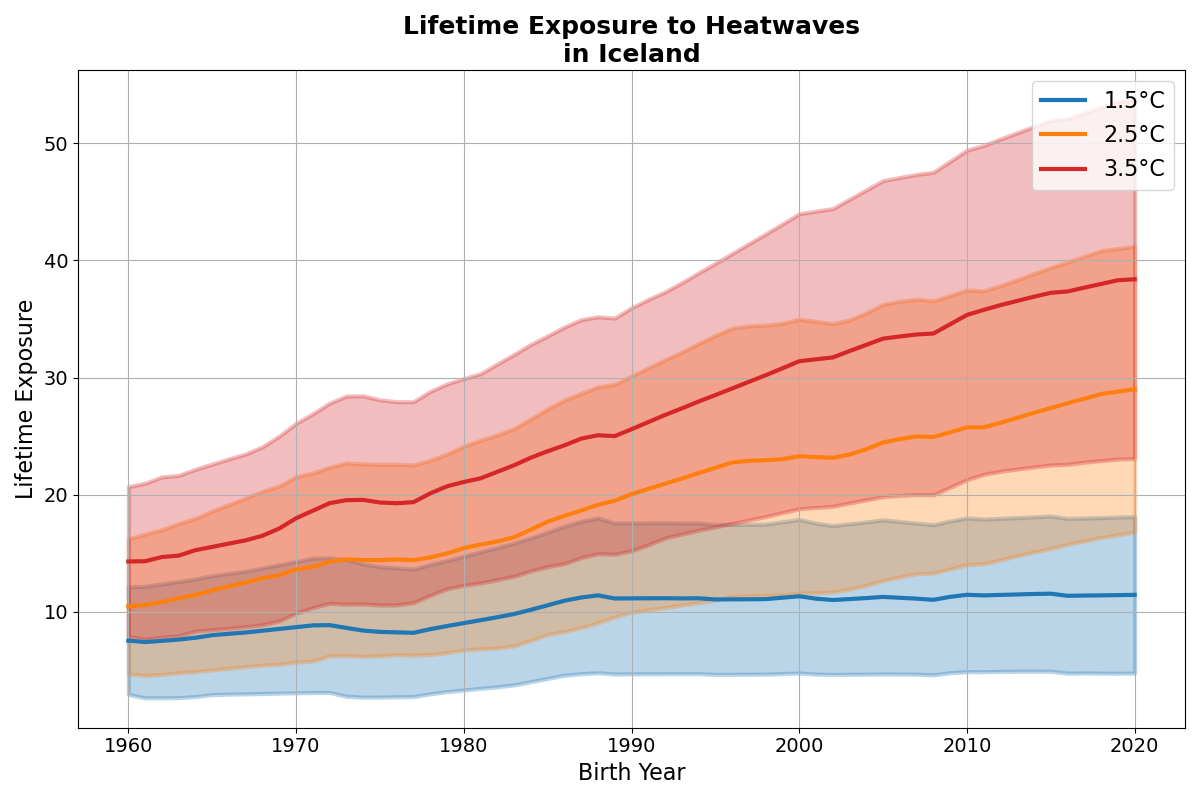 Lifetime Exposure to Heatwaves
in Iceland
1.5°C
2.5°C
3.5°C
Lifetime Exposure
50
40
30
20
10
1960 1970 1980 1990 2000 2010 2020
Birth Year